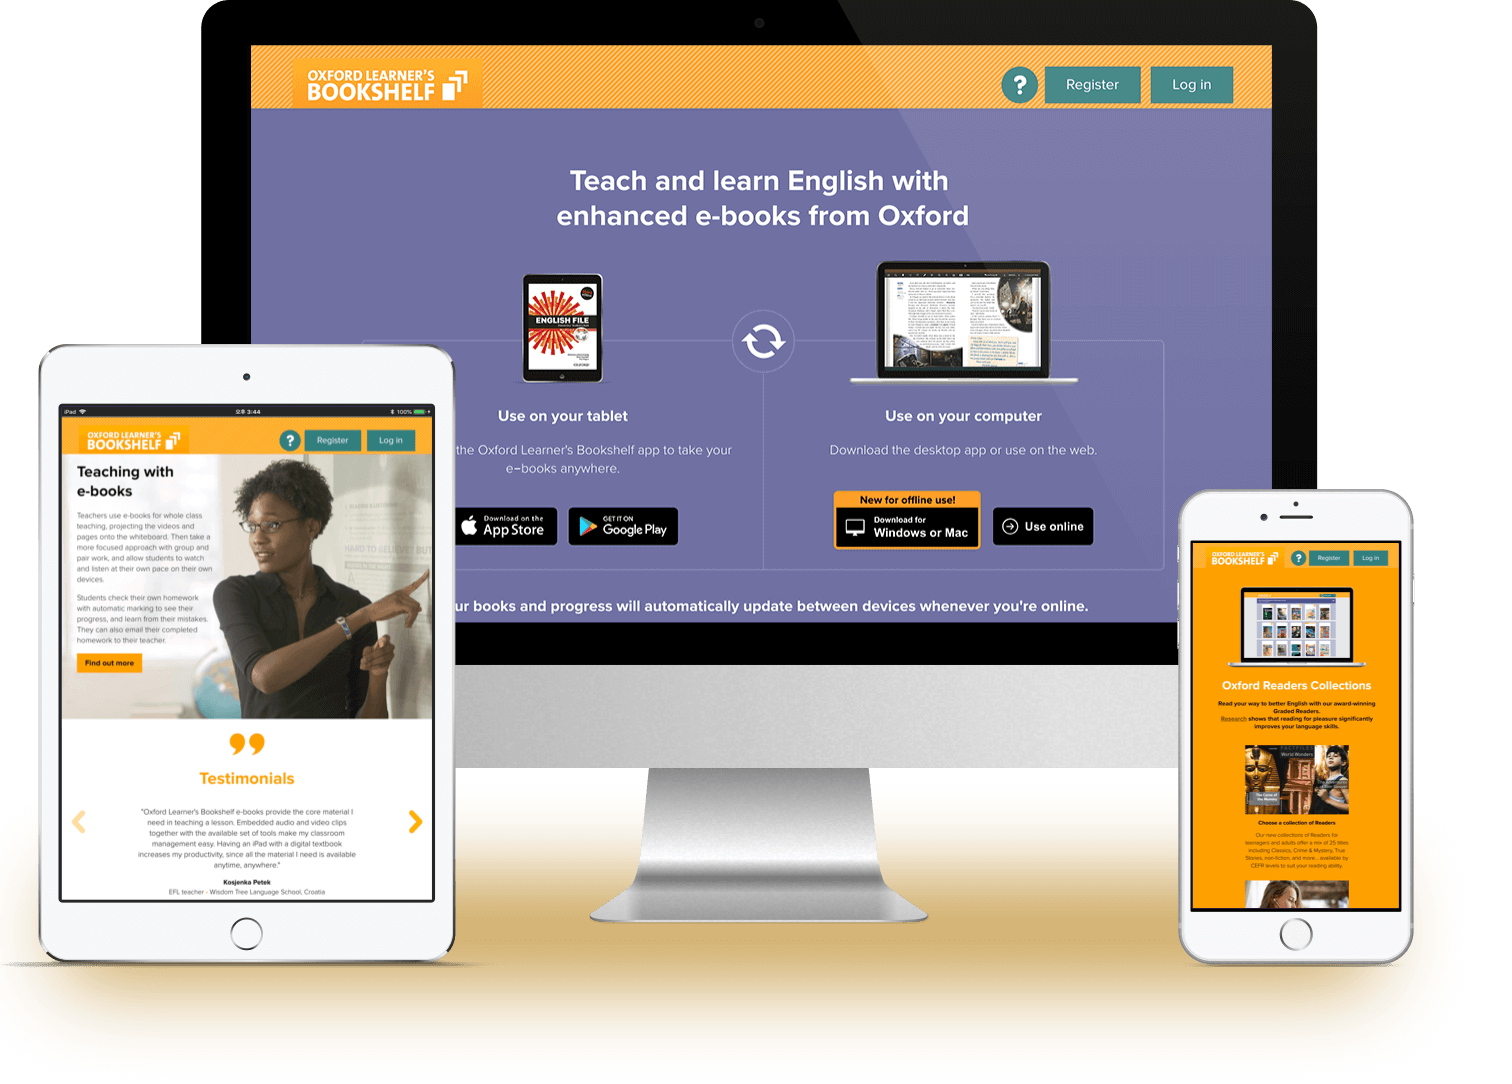 OXFORD LEARNER'S
BOOKSHELF
?
Register
Log in
Teach and learn English with
enhanced e-books from Oxford
ENGLISH FILE
OXFORD
Use on your tablet
the Oxford Learner's Bookshelf app to take your
e-books anywhere.
Download on the
App Store
GET IT ON
Google Play
Use on your computer
Download the desktop app or use on the web.
New for offline use!
Download for
Windows or Mac
Use online
ur books and progress will automatically update between devices whenever you're online.
iPad
오후 3:44
100%
OXFORD LEARNER'S
BOOKSHELF
?
Register
Log in
Teaching with
e-books
Teachers use e-books for whole class
teaching, projecting the videos and
pages onto the whiteboard. Then take a
more focused approach with group and
pair work, and allow students to watch
and listen at their own pace on their own
devices.
Students check their own homework
with automatic marking to see their
progress, and learn from their mistakes.
They can also email their completed
homework to their teacher.
Find out more
HARD TO BELIEVE! BUT
Testimonials
"Oxford Learner's Bookshelf e-books provide the core material I
need in teaching a lesson. Embedded audio and video clips
together with the available set of tools make my classroom
management easy. Having an iPad with a digital textbook
increases my productivity, since all the material I need is available
anytime, anywhere."
Kosjenka Petek
EFL teacher - Wisdom Tree Language School, Croatia
OXFORD LEARNER'S
BOOKSHELF
?
Register
Log in
Oxford Readers Collections
Read your way to better English with our award-winning
Graded Readers.
Research shows that reading for pleasure significantly
improves your language skills.
FACTFILES
World Wonders
The Curse of
the Mummy
Choose a collection of Readers
Our new collections of Readers for
teenagers and adults offer a mix of 25 titles
including Classics, Crime & Mystery, True
Stories, non-fiction, and more... available by
CEFR levels to suit your reading ability.